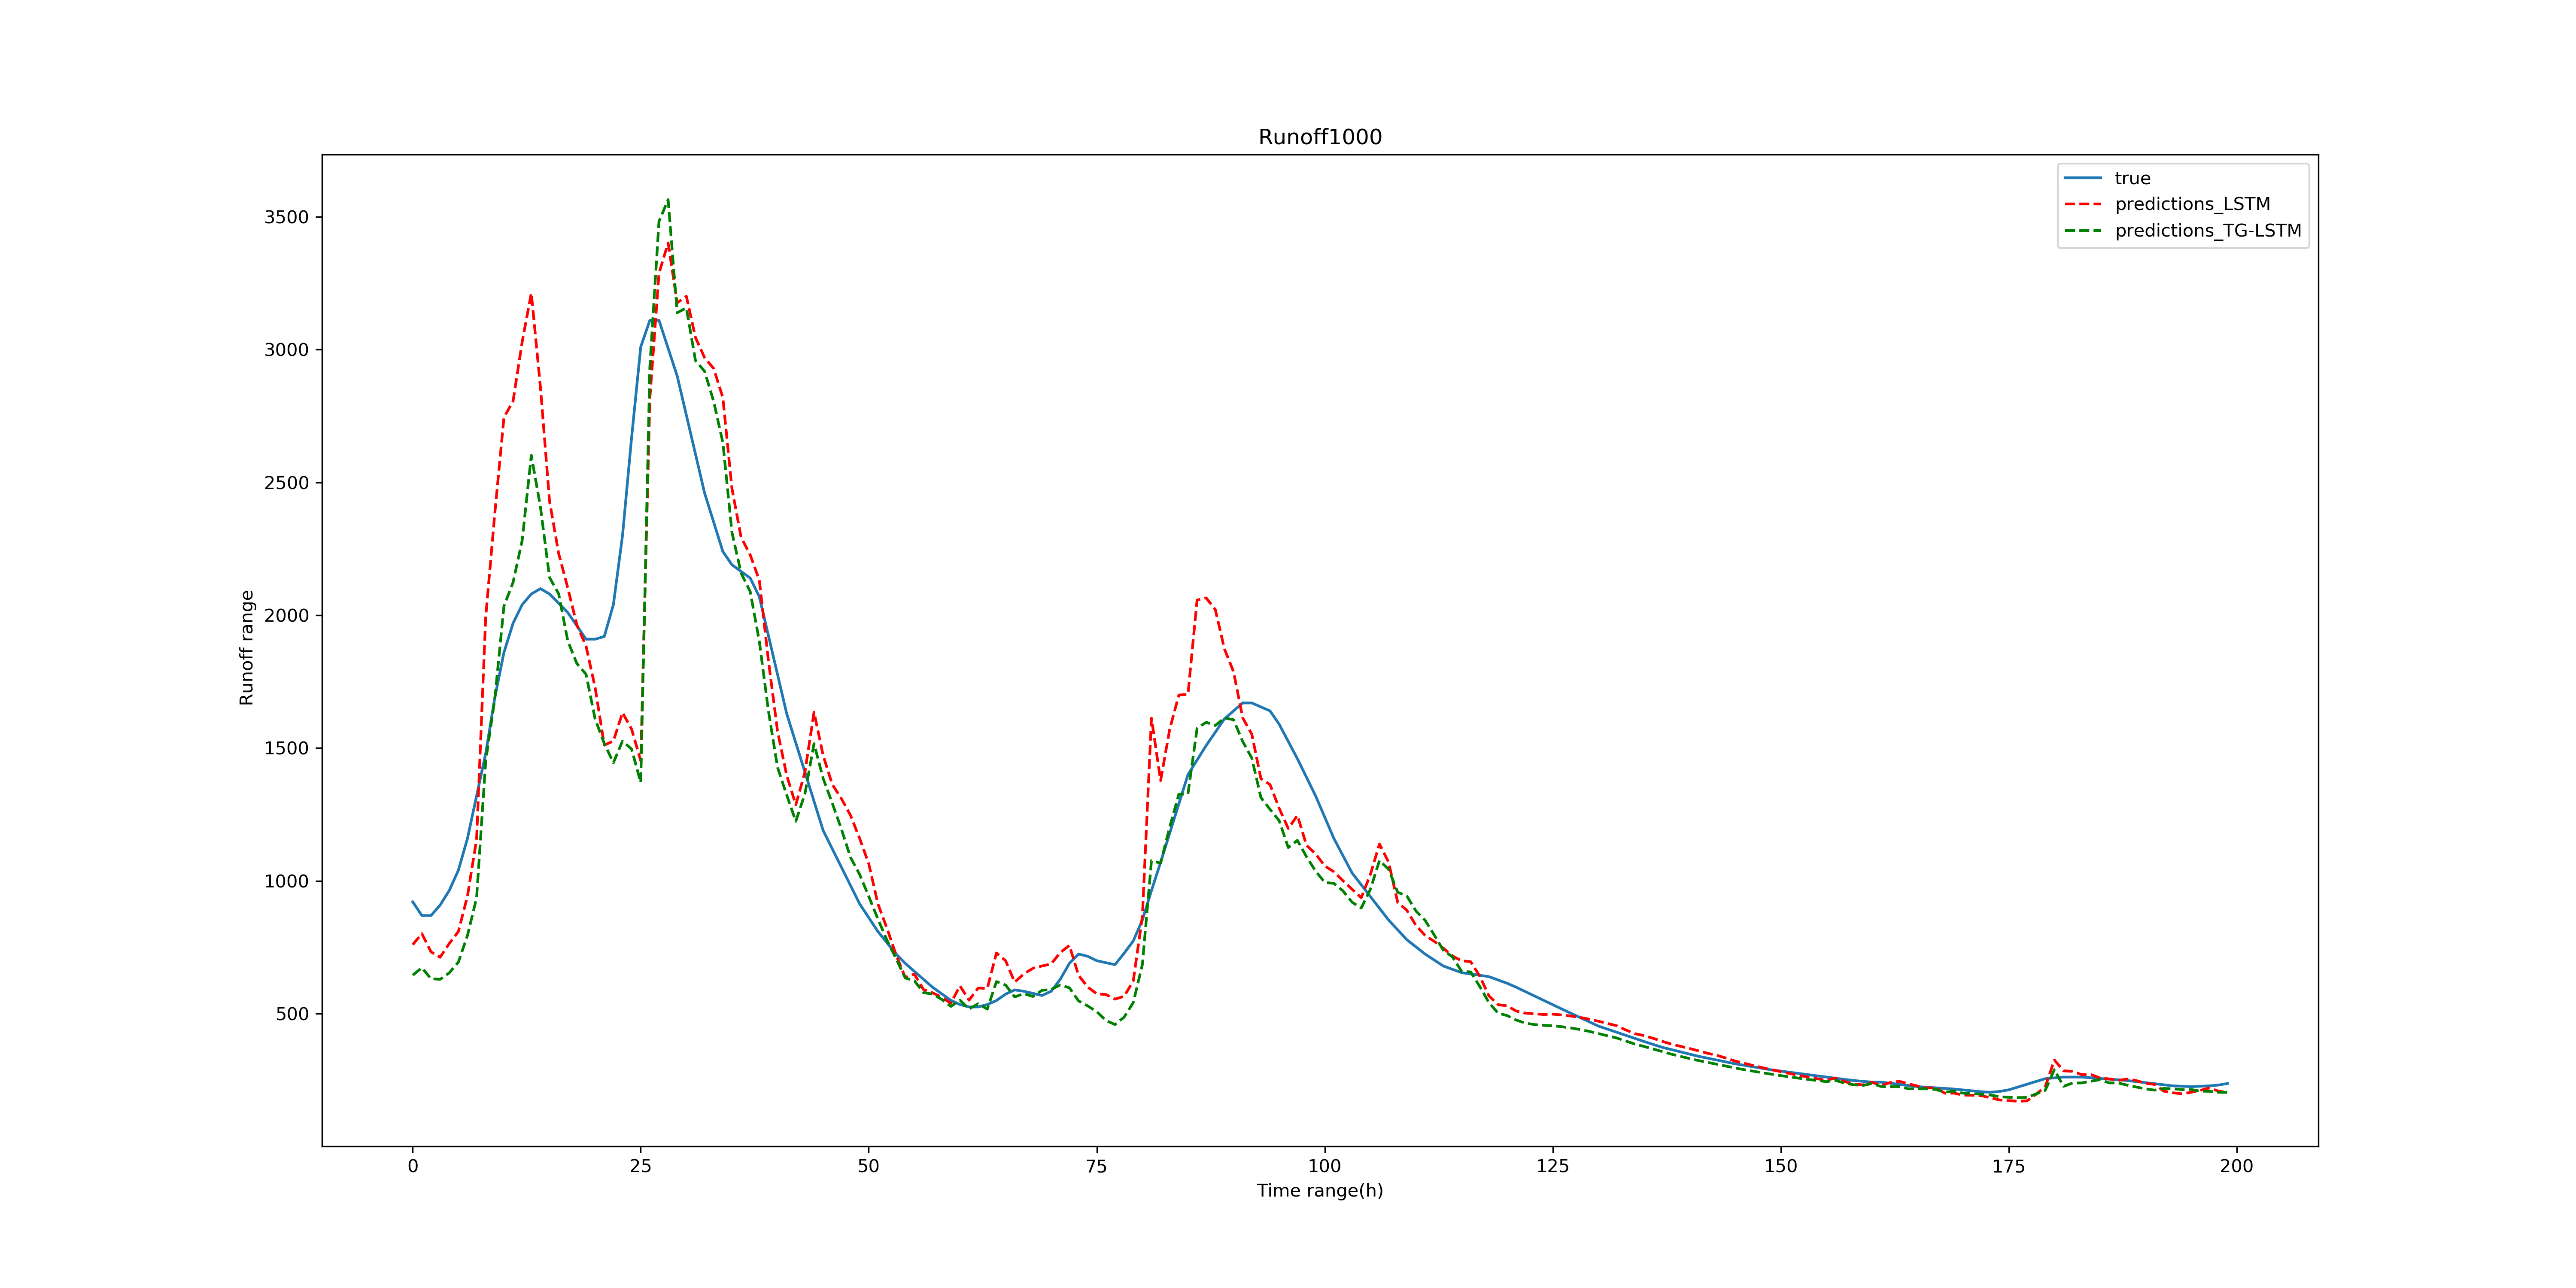 Runoff1000
true
predictions_LSTM
predictions_TG-LSTM
3500
3000
2500
2000
1500
1000
500
Runoff range
0 25 50 75 100 125 150 175 200
Time range(h)